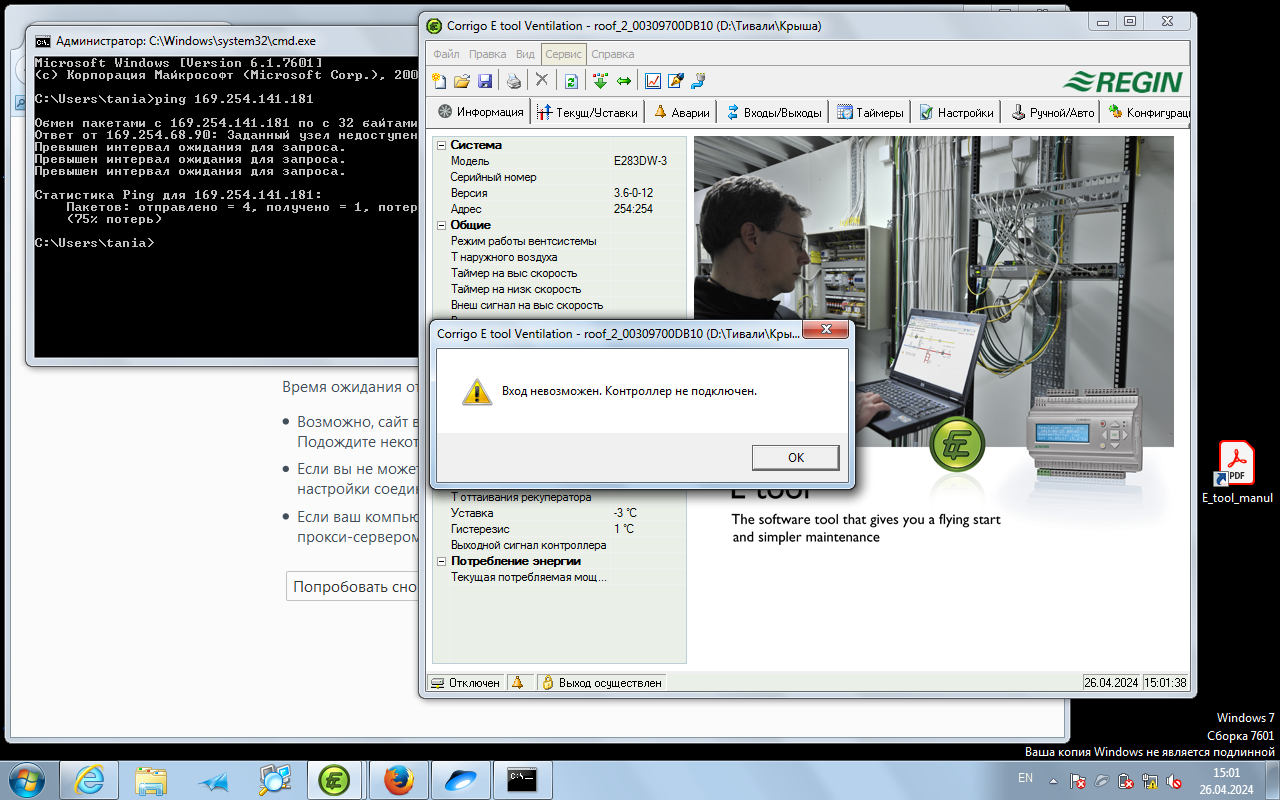 Администратор: C:\Windows\system32\cmd.exe
Microsoft Windows [Version 6.1.7601]
(c) Корпорация Майкрософт (Microsoft Corp.), 200
C:\Users\tania>ping 169.254.141.181
Обмен пакетами с 169.254.141.181 по с 32 байтами
Ответ от 169.254.68.90: Заданный узел недоступен
Превышен интервал ожидания для запроса.
Превышен интервал ожидания для запроса.
Превышен интервал ожидания для запроса.
Статистика Ping для 169.254.141.181:
Пакетов: отправлено = 4, получено = 1, потер
(75% потерь)
C:\Users\tania>
Время ожидания от
Возможно, сайт в
Подождите некот
Если вы не может
настройки соедин
Если ваш компью
прокси-сервером
Попробовать сно
Corrigo E tool Ventilation - roof_2_00309700DB10 (D:\Тивали\Крыша)
Файл Правка Вид Сервис Справка
REGIN
Информация Текущ/Уставки Аварии Входы/Выходы Таймеры Настройки Ручной/Авто Конфигурац
Система
Модель E283DW-3
Серийный номер
Версия 3.6-0-12
Адрес 254:254
Общие
Режим работы вентсистемы
Т наружного воздуха
Таймер на выс скорость
Таймер на низк скорость
Внеш сигнал на выс скорость
Corrigo E tool Ventilation - roof_2_00309700DB10 (D:\Тивали\Кры...
Вход невозможен. Контроллер не подключен.
OK
Т оттаивания рекуператора
Уставка -3 °C
Гистерезис 1 °C
Выходной сигнал контроллера
Потребление энергии
Текущая потребляемая мощ...
E tool
The software tool that gives you a flying start
and simpler maintenance
Отключен Выход осуществлен 26.04.2024 15:01:38
PDF
E_tool_manul
Windows 7
Сборка 7601
Ваша копия Windows не является подлинной
EN 15:01
26.04.2024